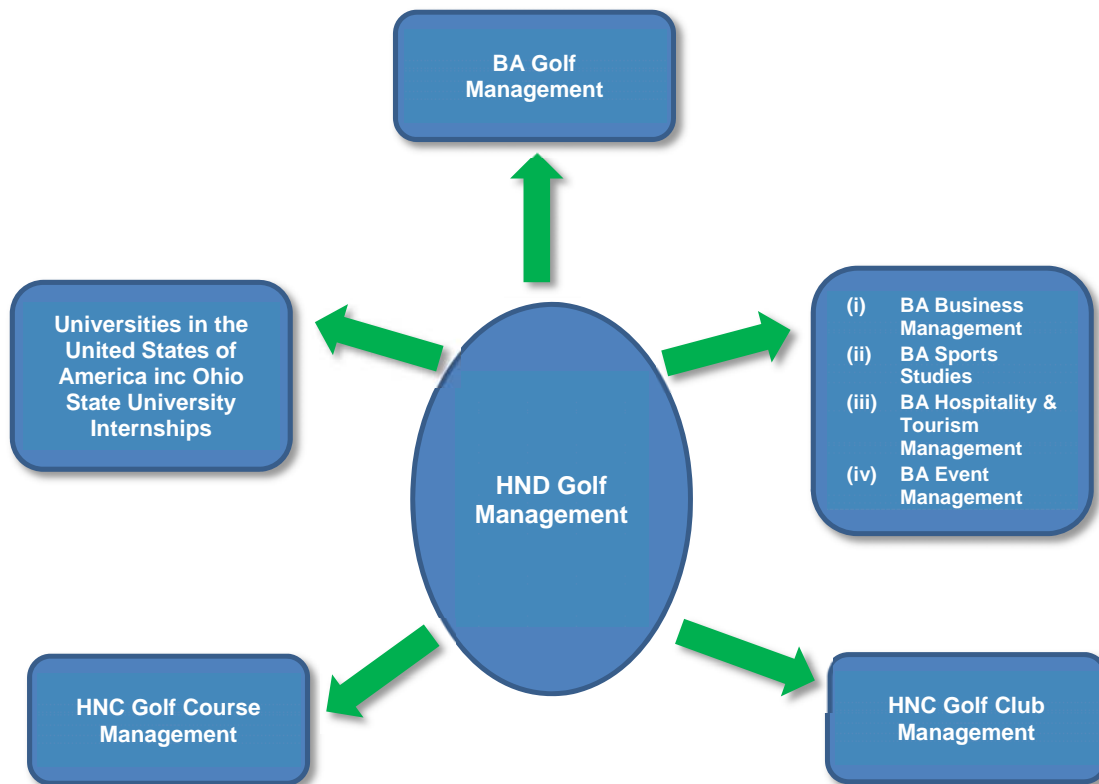 BA Golf
Management
Universities in the
United States of
America inc Ohio
State University
Internships
(i) BA Business
Management
(ii) BA Sports
Studies
(iii) BA Hospitality &
Tourism
Management
(iv) BA Event
Management
HND Golf
Management
HNC Golf Course
Management
HNC Golf Club
Management